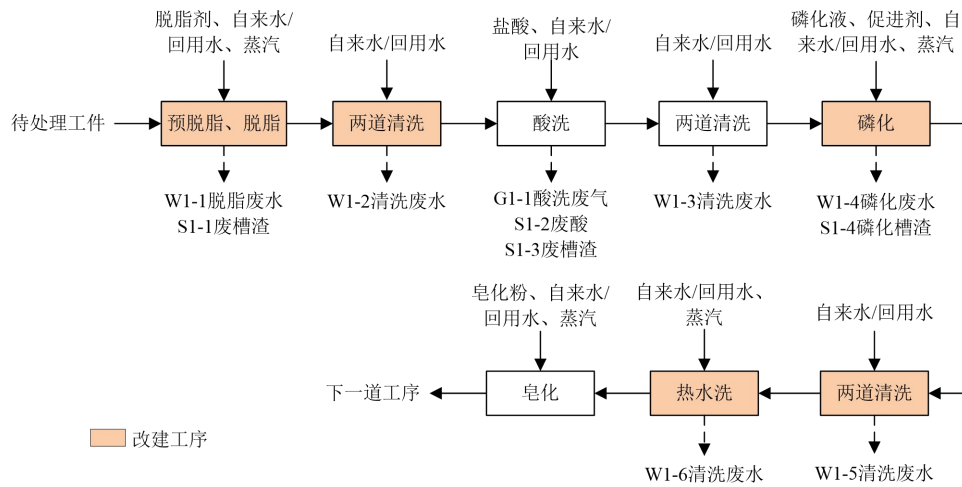 脱脂剂、自来水/
回用水、蒸汽
自来水/回用水
盐酸、自来水/
回用水
自来水/回用水
磷化液、促进剂、自
来水/回用水、蒸汽
待处理工件
预脱脂、脱脂
两道清洗
酸洗
两道清洗
磷化
W1-1脱脂废水
S1-1废槽渣
W1-2清洗废水
G1-1酸洗废气
S1-2废酸
S1-3废槽渣
W1-3清洗废水
W1-4磷化废水
S1-4磷化槽渣
皂化粉、自来水/
回用水、蒸汽
自来水/回用水、
蒸汽
自来水/回用水
下一道工序
皂化
热水洗
两道清洗
改建工序
W1-6清洗废水
W1-5清洗废水